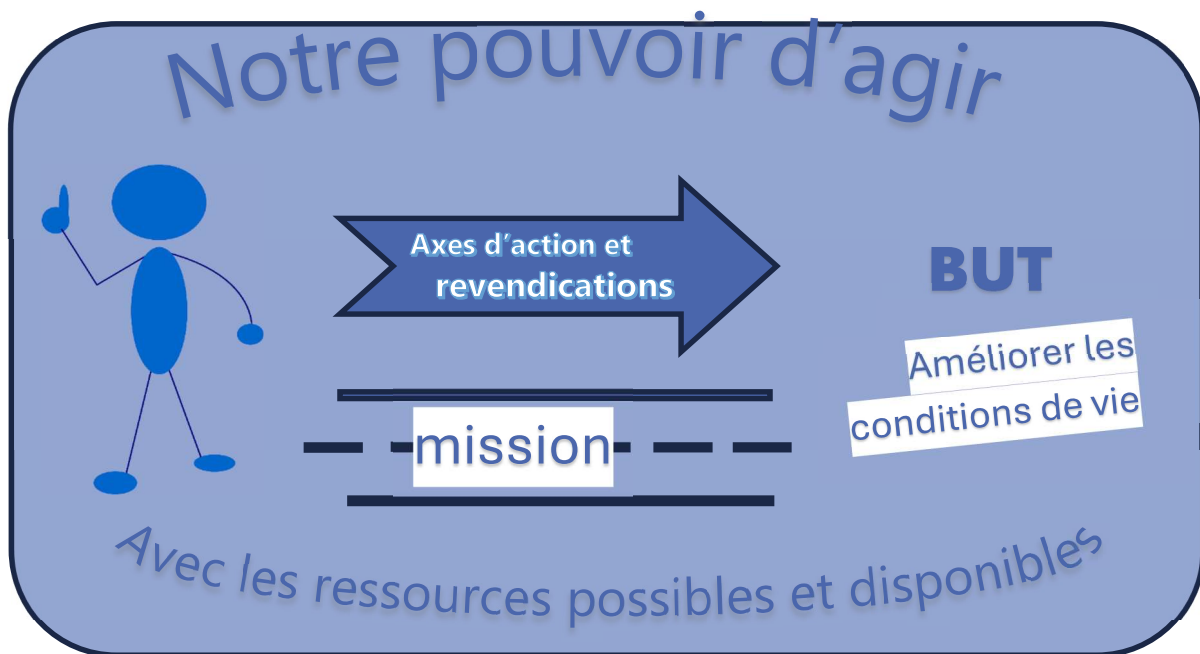 Notre pouvoir d’agir
Axes d’action et
revendications
BUT
Améliorer les
conditions de vie
mission
Avec les ressources possibles et disponibles